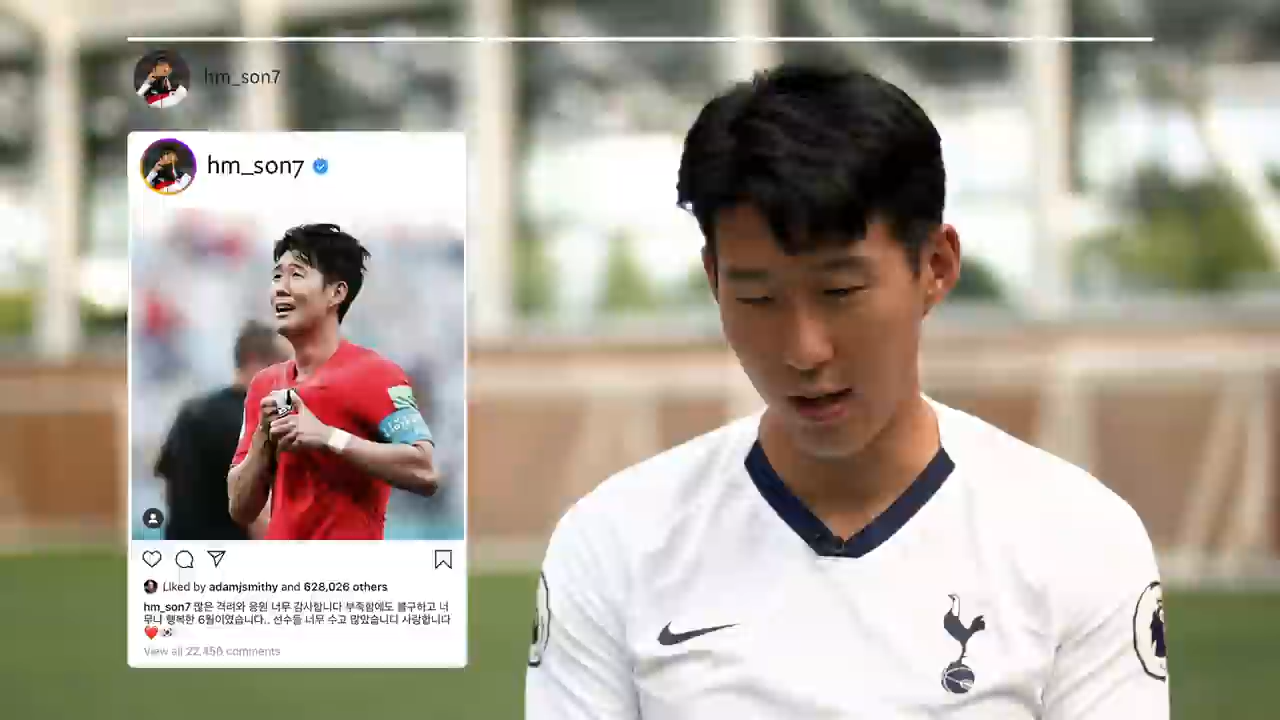 hm_son7
hm_son7
Liked by adamjsmithy and 628,026 others
hm_son7 많은 격려와 응원 너무 감사합니다 부족함에도 불구하고 너
무나 행복한 6월이었습니다.. 선수들 너무 수고 많았습니다 사랑합니다
View all 22,456 comments